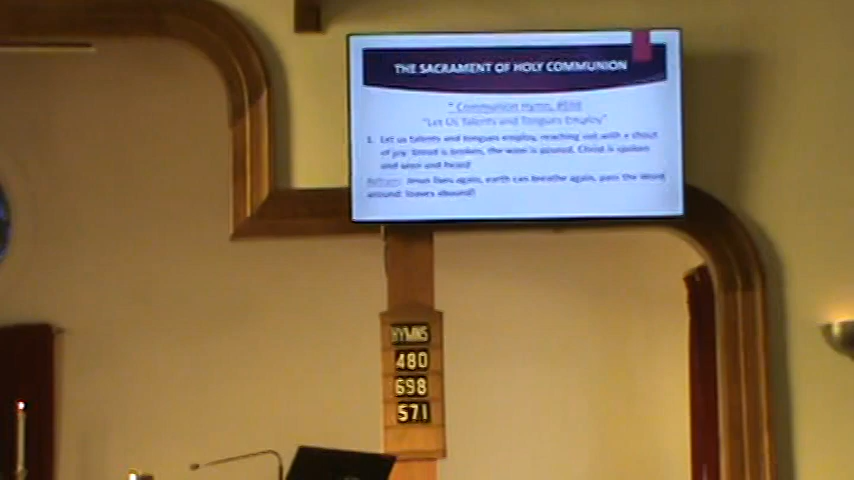 THE SACRAMENT OF HOLY COMMUNION
* Communion Hymn, #698
"Let Us Talents and Tongues Employ"
1. Let us talents and tongues employ, reaching out with a shout
of joy: bread is broken, the wine is poured, Christ is spoken
and seen and heard
Refrain: Jesus lives again, earth can breathe again, pass the Word
around: loaves abound!
HYMNS
480
698
571